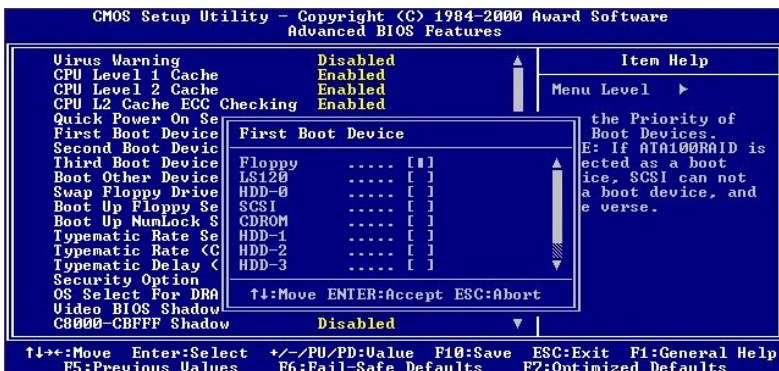 CMOS Setup Utility - Copyright (C) 1984-2000 Award Software
Advanced BIOS Features
Virus Warning Disabled
CPU Level 1 Cache Enabled
CPU Level 2 Cache Enabled
CPU L2 Cache ECC Checking Enabled
Quick Power On Se
First Boot Device
Second Boot Devic
Third Boot Device
Boot Other Device
Swap Floppy Drive
Boot Up Floppy Se
Boot Up NumLock S
Typematic Rate Se
Typematic Rate (C
Typematic Delay (
Security Option
OS Select For DRA
Video BIOS Shadow
C8000-CBFFF Shadow Disabled
First Boot Device
Floppy ..... [■]
LS120 ..... [ ]
HDD-0 ..... [ ]
SCSI ..... [ ]
CDROM ..... [ ]
HDD-1 ..... [ ]
HDD-2 ..... [ ]
HDD-3 ..... [ ]
↑↓:Move ENTER:Accept ESC:Abort
Item Help
Menu Level ▶
the Priority of
Boot Devices.
E: If ATA100RAID is
ected as a boot
ice, SCSI can not
a boot device, and
e verse.
↑↓→←:Move Enter:Select +/-/PU/PD:Value F10:Save ESC:Exit F1:General Help
F5:Previous Values F6:Fail-Safe Defaults F7:Optimized Defaults